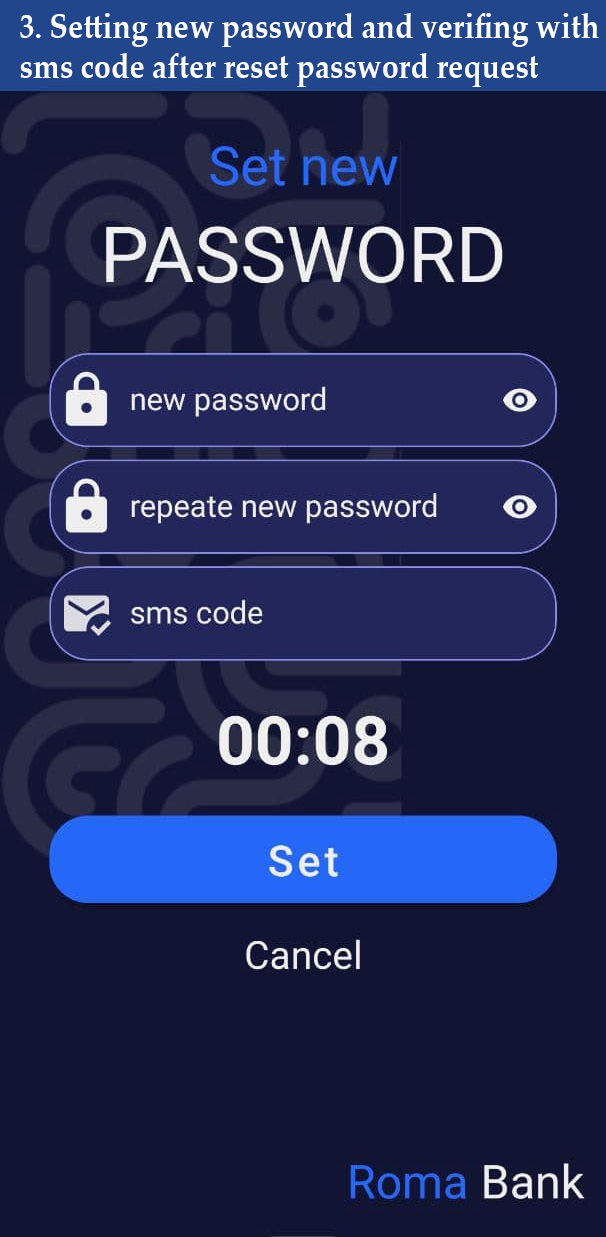 3. Setting new password and verifing with
sms code after reset password request
Set new
PASSWORD
new password
repeate new password
sms code
00:08
Set
Cancel
Roma Bank